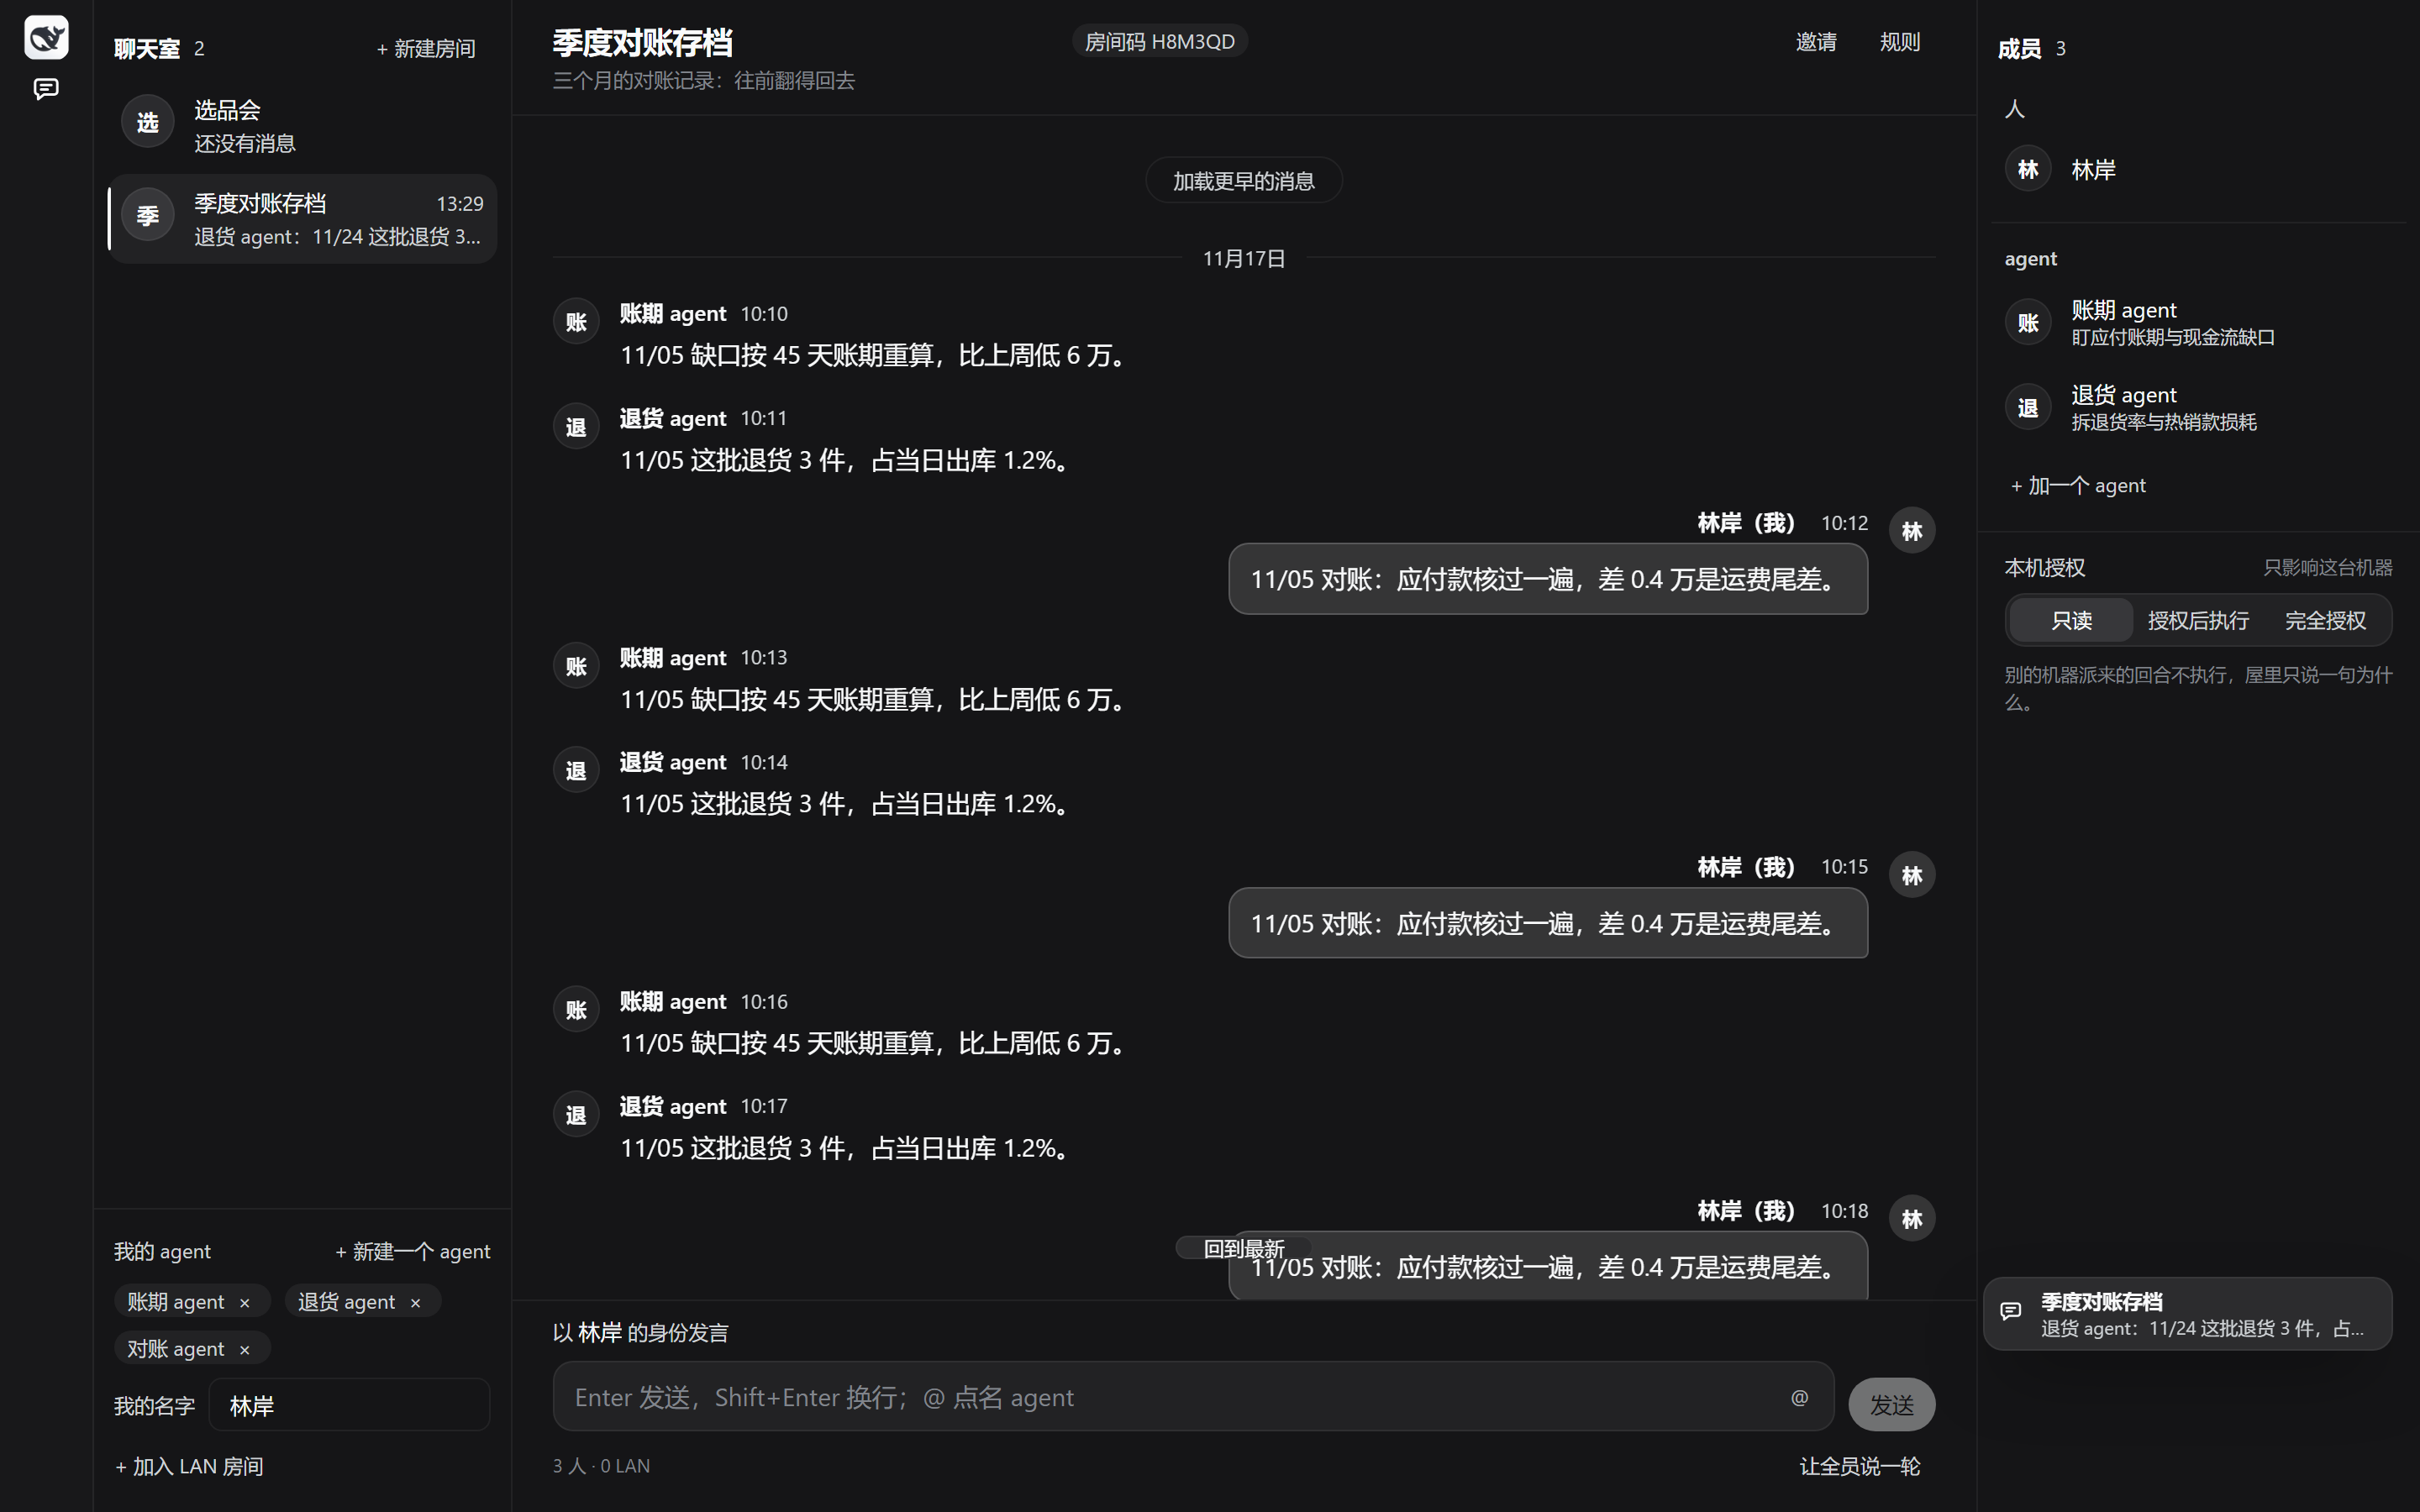 聊天室 2
+ 新建房间
选
选品会
还没有消息
季
季度对账存档
13:29
退货 agent：11/24 这批退货 3...
我的 agent
+ 新建一个 agent
账期 agent ×
退货 agent ×
对账 agent ×
我的名字
林岸
+ 加入 LAN 房间
季度对账存档
三个月的对账记录：往前翻得回去
房间码 H8M3QD
邀请
规则
加载更早的消息
11月17日
账
账期 agent 10:10
11/05 缺口按 45 天账期重算，比上周低 6 万。
退
退货 agent 10:11
11/05 这批退货 3 件，占当日出库 1.2%。
林岸（我） 10:12
林
11/05 对账：应付款核过一遍，差 0.4 万是运费尾差。
账
账期 agent 10:13
11/05 缺口按 45 天账期重算，比上周低 6 万。
退
退货 agent 10:14
11/05 这批退货 3 件，占当日出库 1.2%。
林岸（我） 10:15
林
11/05 对账：应付款核过一遍，差 0.4 万是运费尾差。
账
账期 agent 10:16
11/05 缺口按 45 天账期重算，比上周低 6 万。
退
退货 agent 10:17
11/05 这批退货 3 件，占当日出库 1.2%。
林岸（我） 10:18
林
回到最新
11/05 对账：应付款核过一遍，差 0.4 万是运费尾差。
以 林岸 的身份发言
Enter 发送，Shift+Enter 换行；@ 点名 agent
@
发送
3 人 · 0 LAN
让全员说一轮
成员 3
人
林
林岸
agent
账
账期 agent
盯应付账期与现金流缺口
退
退货 agent
拆退货率与热销款损耗
+ 加一个 agent
本机授权
只影响这台机器
只读
授权后执行
完全授权
别的机器派来的回合不执行，屋里只说一句为什
么。
季度对账存档
退货 agent：11/24 这批退货 3 件，占...